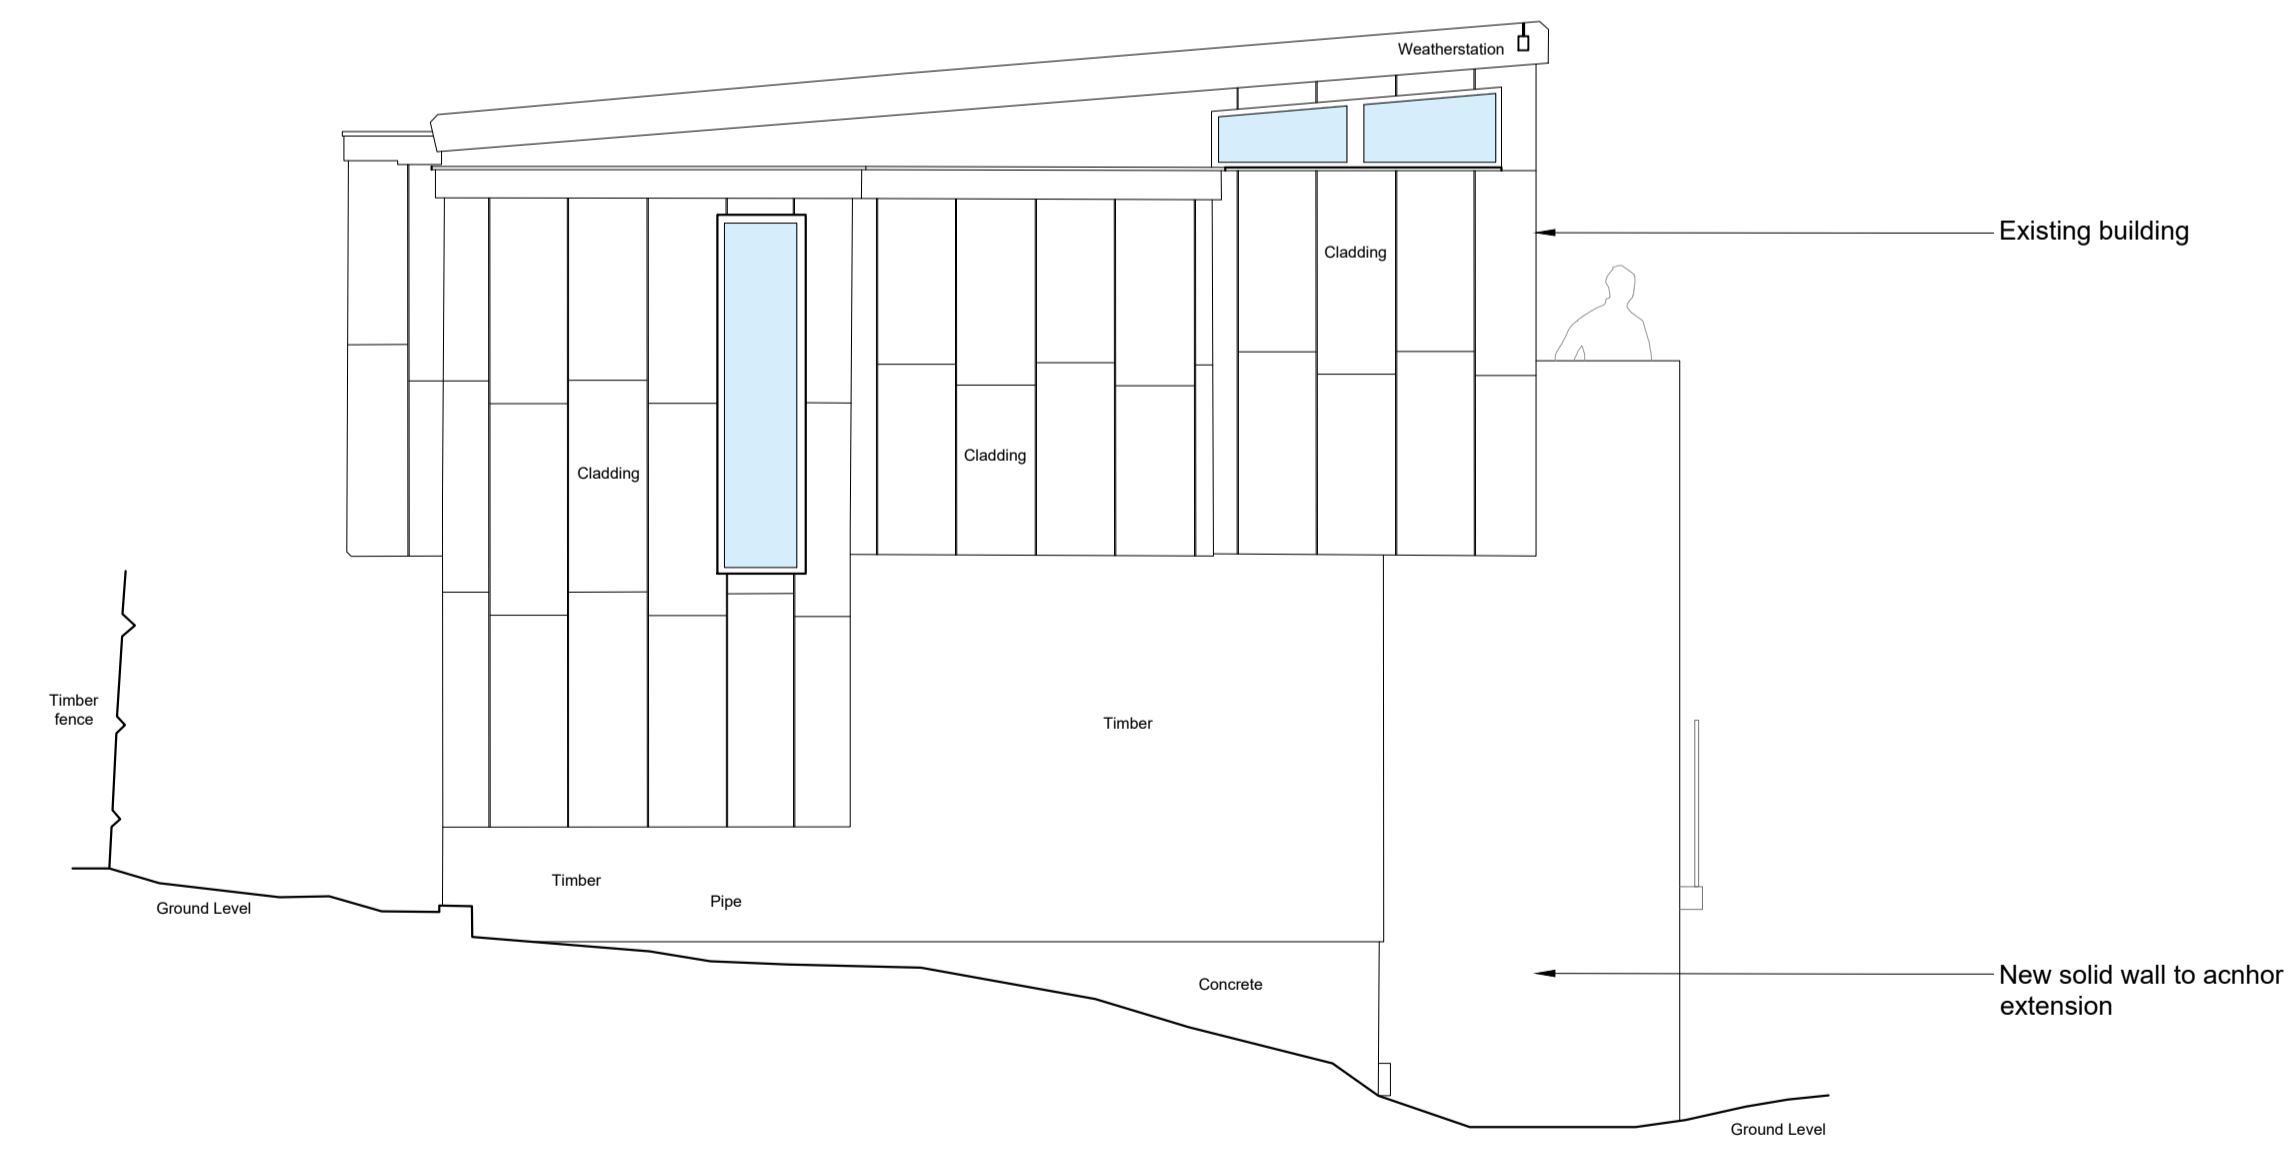 Weatherstation
Existing building
Cladding
Cladding
Cladding
Timber
fence
Timber
Timber
Pipe
Ground Level
New solid wall to acnhor
extension
Concrete
Ground Level